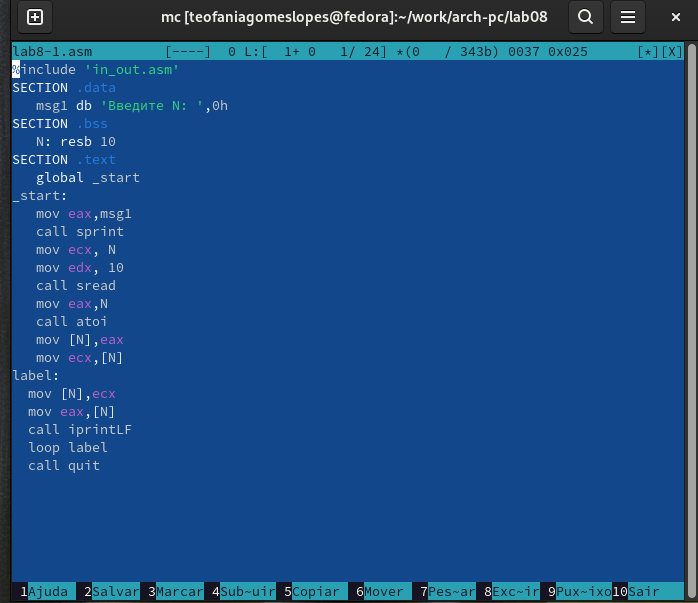 mc [teofaniagomeslopes@fedora]:~/work/arch-pc/lab08
lab8-1.asm         [----]  0 L:[  1+ 0   1/ 24] *(0   / 343b) 0037 0x025      [*][X]
%include 'in_out.asm'
SECTION .data
   msg1 db 'Введите N: ',0h
SECTION .bss
   N: resb 10
SECTION .text
   global _start
_start:
   mov eax,msg1
   call sprint
   mov ecx, N
   mov edx, 10
   call sread
   mov eax,N
   call atoi
   mov [N],eax
   mov ecx,[N]
label:
  mov [N],ecx
  mov eax,[N]
  call iprintLF
  loop label
  call quit
 1Ajuda  2Salvar 3Marcar 4Sub~uir 5Copiar  6Mover  7Pes~ar 8Exc~ir 9Pux~ixo10Sair